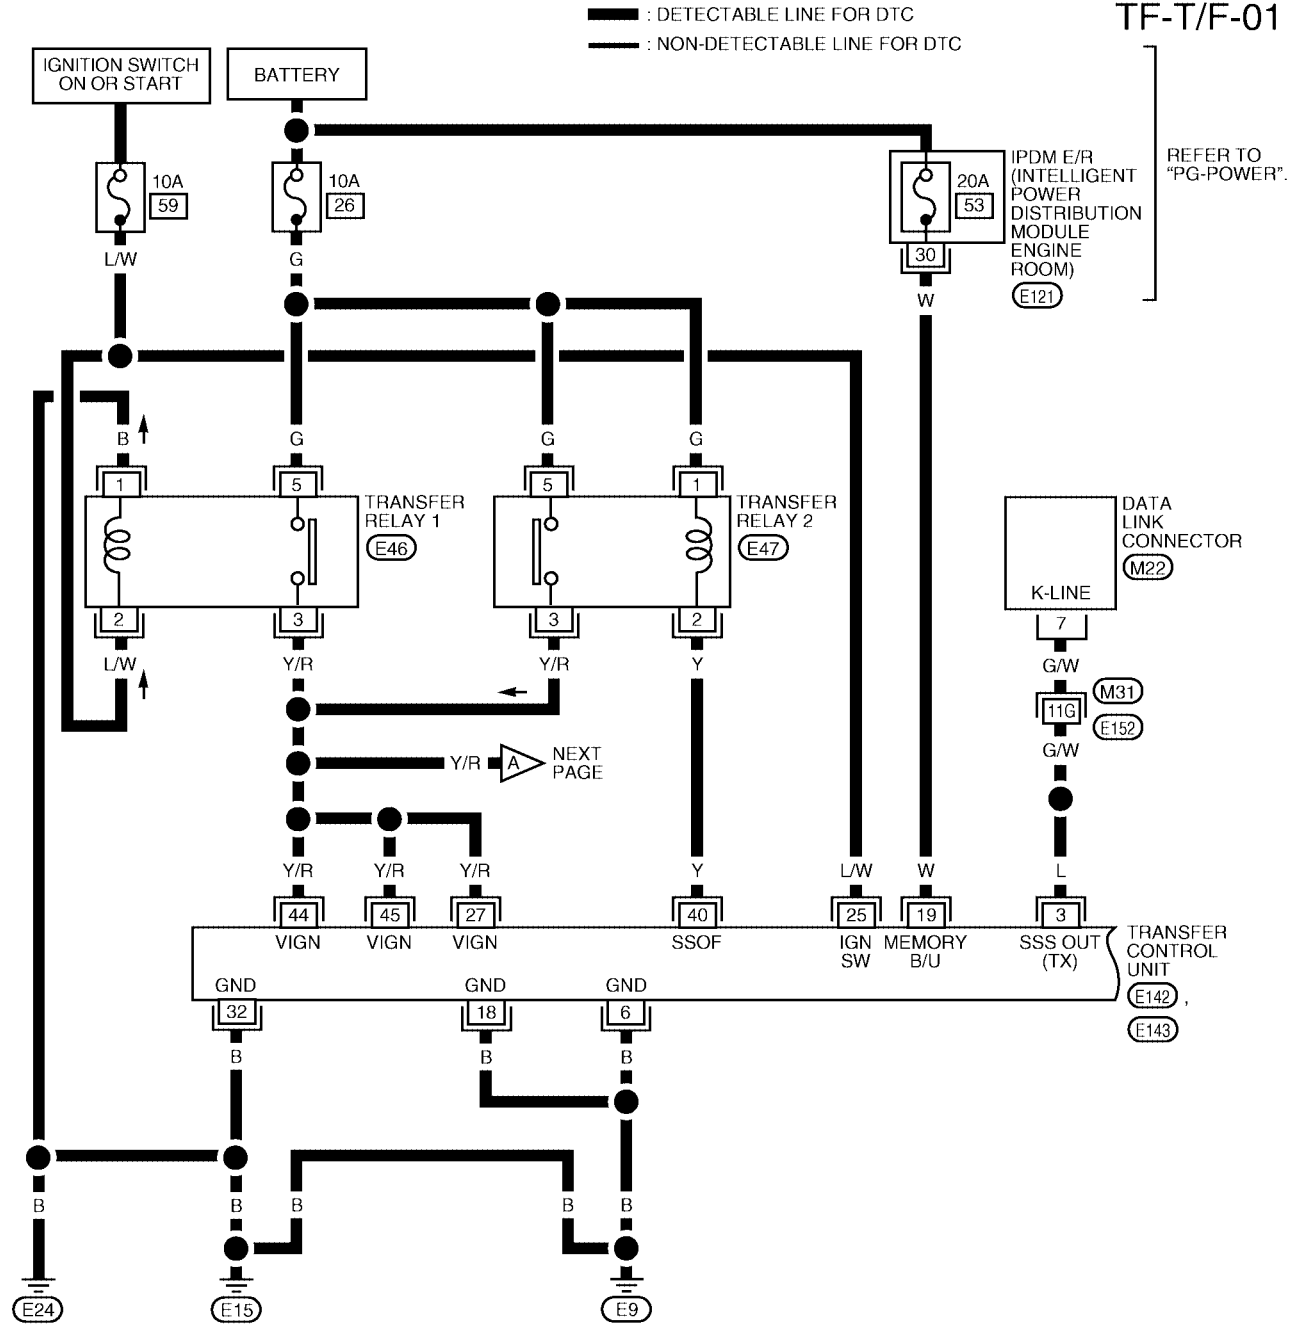 : DETECTABLE LINE FOR DTC
: NON-DETECTABLE LINE FOR DTC
TF-T/F-01
IGNITION SWITCH
ON OR START
BATTERY
10A
59
10A
26
20A
53
30
IPDM E/R
(INTELLIGENT
POWER
DISTRIBUTION
MODULE
ENGINE
ROOM)
E121
REFER TO
"PG-POWER".
L/W
G
W
B
G
G
G
1
5
5
1
TRANSFER
RELAY 1
E46
TRANSFER
RELAY 2
E47
DATA
LINK
CONNECTOR
M22
K-LINE
2
3
3
2
7
L/W
Y/R
Y/R
Y
G/W
11G
M31
E152
G/W
Y/R
A
NEXT
PAGE
Y/R
Y/R
Y/R
Y
L/W
W
L
44
45
27
40
25
19
3
VIGN
VIGN
VIGN
SSOF
IGN
SW
MEMORY
B/U
SSS OUT
(TX)
TRANSFER
CONTROL
UNIT
E142 ,
E143
GND
GND
GND
32
18
6
B
B
B
B
B
B
B
B
E24
E15
E9